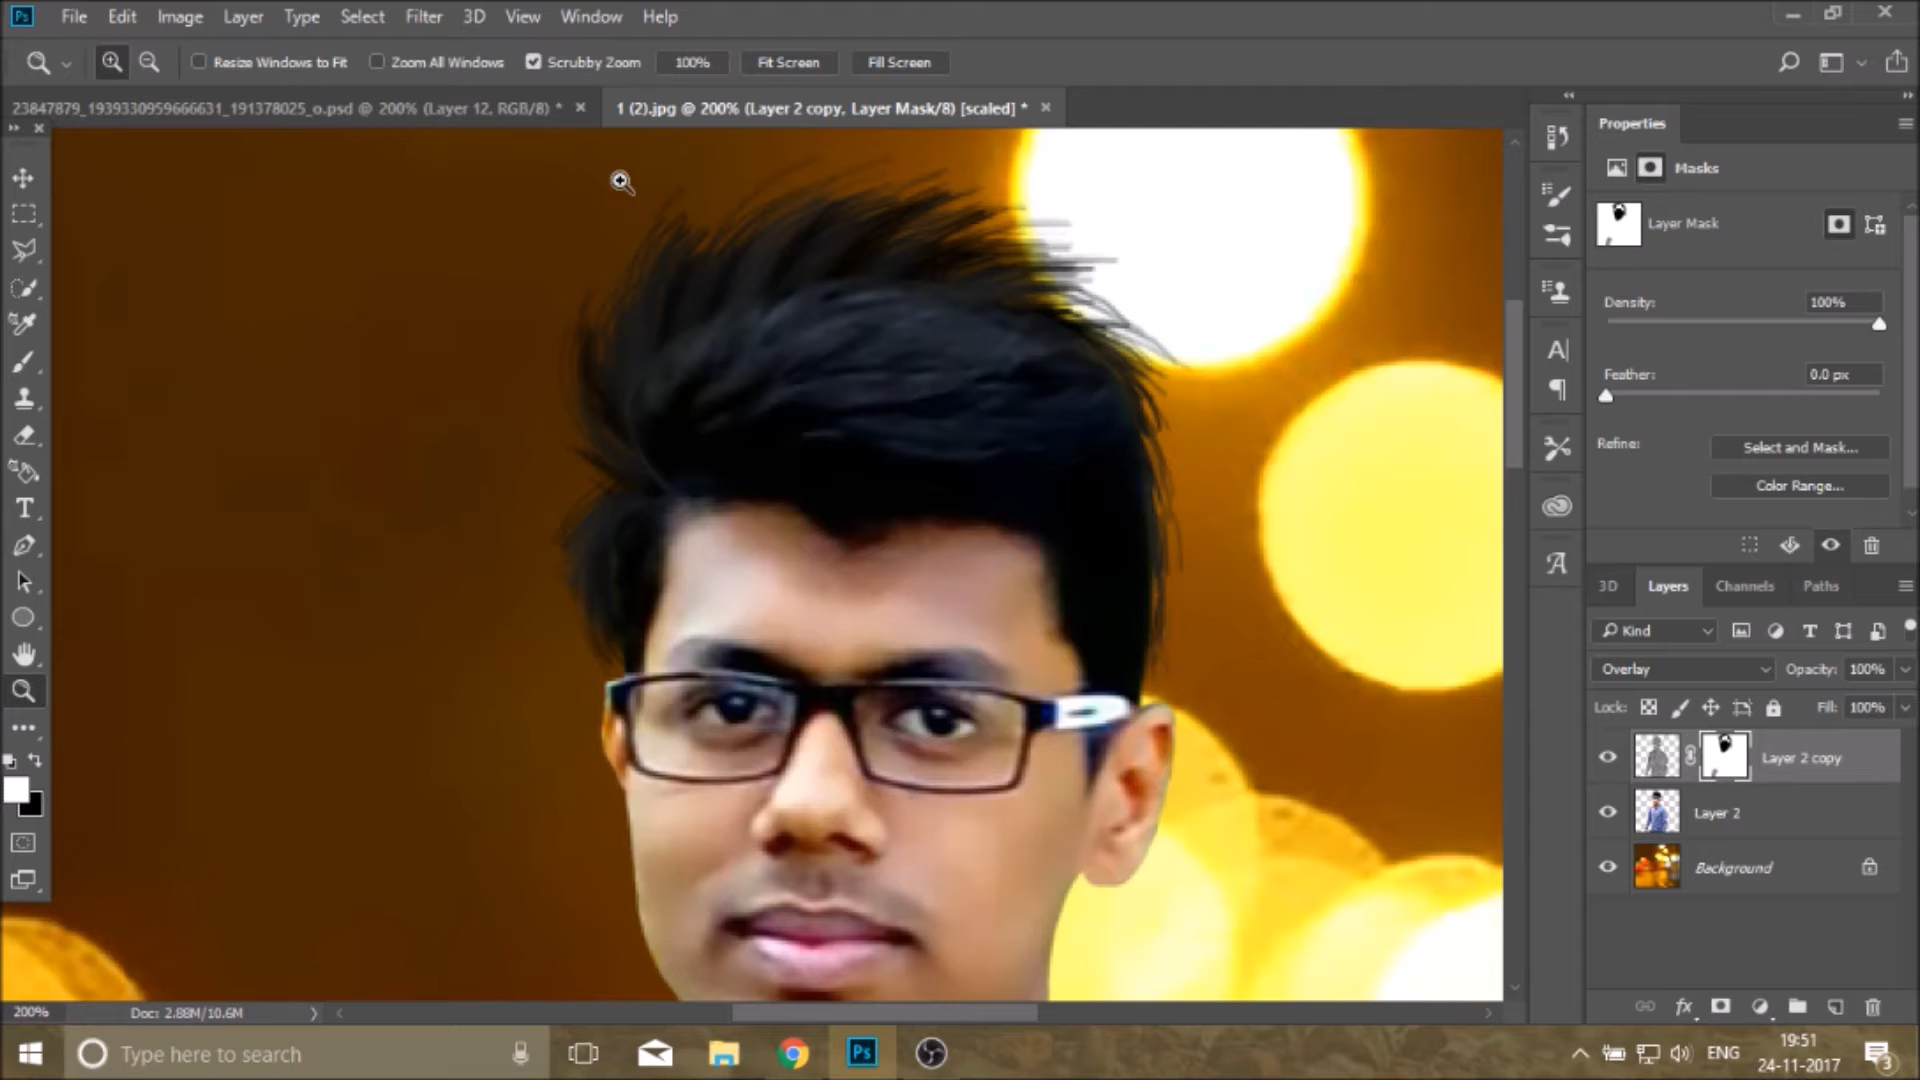 Ps File Edit Image Layer Type Select Filter 3D View Window Help
Resize Windows to Fit Zoom All Windows Scrubby Zoom 100% Fit Screen Fill Screen
23847879_1939330959666631_191378025_o.psd @ 200% (Layer 12, RGB/8) * 1 (2).jpg @ 200% (Layer 2 copy, Layer Mask/8) [scaled] *
Properties
Masks
Layer Mask
Density: 100%
Feather: 0.0 px
Refine: Select and Mask...
Color Range...
3D Layers Channels Paths
Kind
Overlay Opacity: 100%
Lock: Fill: 100%
Layer 2 copy
Layer 2
Background
200% Doc: 2.88M/10.6M
Type here to search
Ps
ENG
19:51
24-11-2017
3